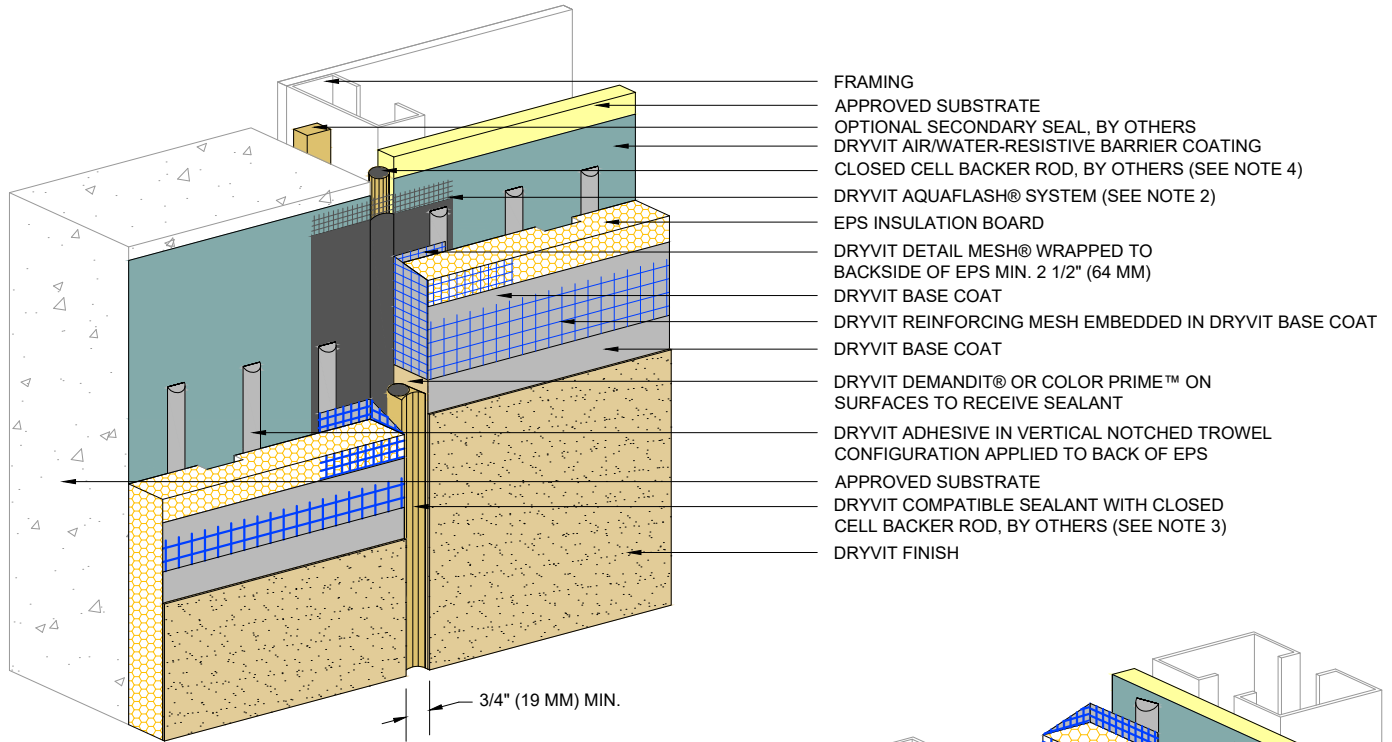 FRAMING
APPROVED SUBSTRATE
OPTIONAL SECONDARY SEAL, BY OTHERS
DRYVIT AIR/WATER-RESISTIVE BARRIER COATING
CLOSED CELL BACKER ROD, BY OTHERS (SEE NOTE 4)
DRYVIT AQUAFLASH® SYSTEM (SEE NOTE 2)
EPS INSULATION BOARD
DRYVIT DETAIL MESH® WRAPPED TO
BACKSIDE OF EPS MIN. 2 1/2" (64 MM)
DRYVIT BASE COAT
DRYVIT REINFORCING MESH EMBEDDED IN DRYVIT BASE COAT
DRYVIT BASE COAT
DRYVIT DEMANDIT® OR COLOR PRIME™ ON
SURFACES TO RECEIVE SEALANT
DRYVIT ADHESIVE IN VERTICAL NOTCHED TROWEL
CONFIGURATION APPLIED TO BACK OF EPS
APPROVED SUBSTRATE
DRYVIT COMPATIBLE SEALANT WITH CLOSED
CELL BACKER ROD, BY OTHERS (SEE NOTE 3)
DRYVIT FINISH
3/4" (19 MM) MIN.